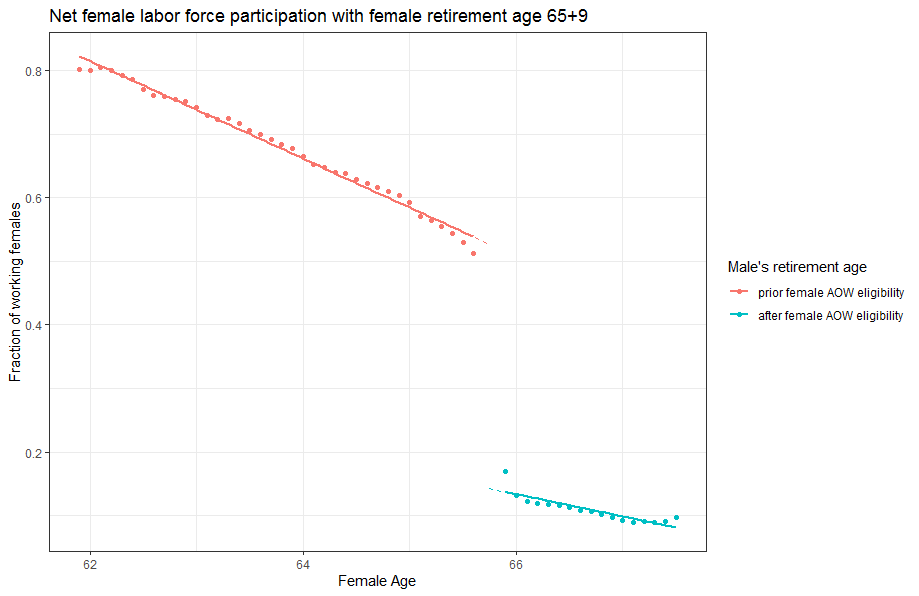 Net female labor force participation with female retirement age 65+9
0.8
0.6
0.4
0.2
Fraction of working females
62
64
66
Female Age
Male's retirement age
prior female AOW eligibility
after female AOW eligibility